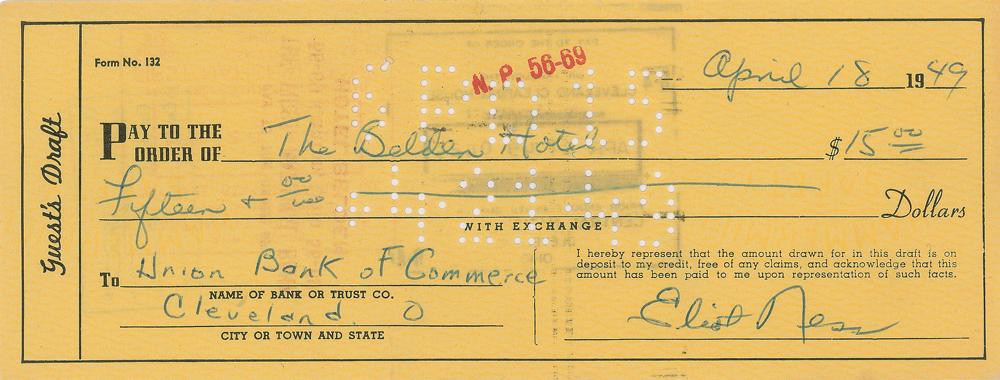 Guest's Draft
Form No. 132
N. P. 56-69
April 18 1949
PAY TO THE ORDER OF The Belden Hotel $15 00
Fifteen + 00/100 Dollars
WITH EXCHANGE
To Union Bank of Commerce
NAME OF BANK OR TRUST CO.
Cleveland. O
CITY OR TOWN AND STATE
I hereby represent that the amount drawn for in this draft is on
deposit to my credit, free of any claims, and acknowledge that this
amount has been paid to me upon representation of such facts.
Eliot Ness